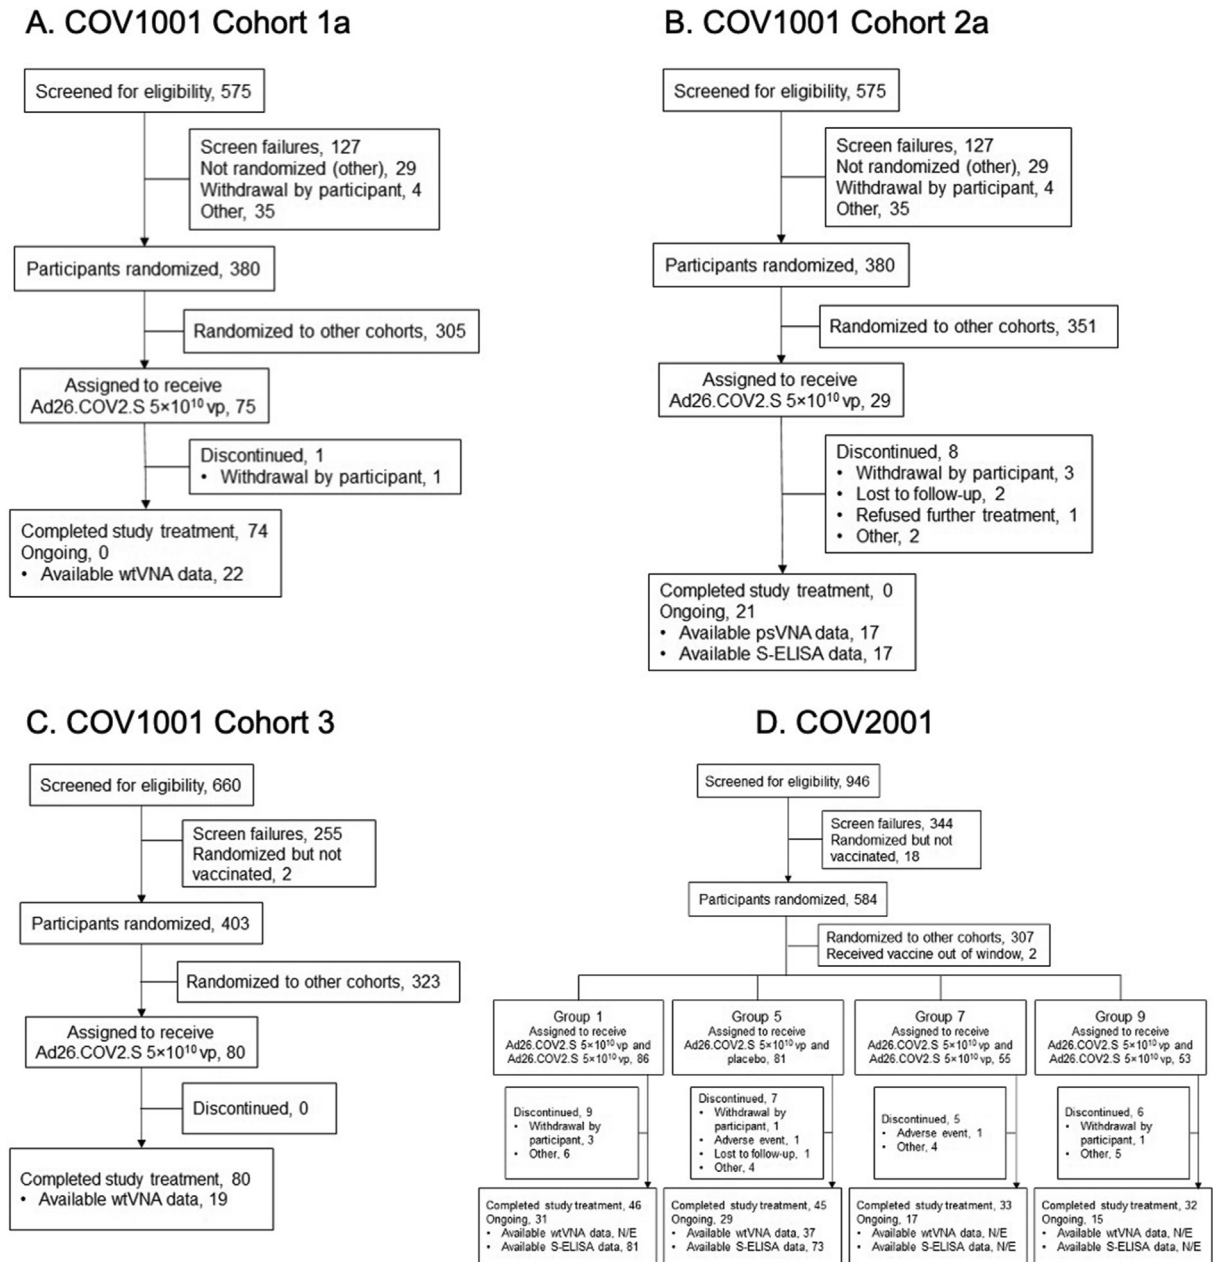 A. COV1001 Cohort 1a
Screened for eligibility, 575
Screen failures, 127
Not randomized (other), 29
Withdrawal by participant, 4
Other, 35
Participants randomized, 380
Randomized to other cohorts, 305
Assigned to receive
Ad26.COV2.S 5×10¹⁰ vp, 75
Discontinued, 1
• Withdrawal by participant, 1
Completed study treatment, 74
Ongoing, 0
• Available wtVNA data, 22
B. COV1001 Cohort 2a
Screened for eligibility, 575
Screen failures, 127
Not randomized (other), 29
Withdrawal by participant, 4
Other, 35
Participants randomized, 380
Randomized to other cohorts, 351
Assigned to receive
Ad26.COV2.S 5×10¹⁰ vp, 29
Discontinued, 8
• Withdrawal by participant, 3
• Lost to follow-up, 2
• Refused further treatment, 1
• Other, 2
Completed study treatment, 0
Ongoing, 21
• Available psVNA data, 17
• Available S-ELISA data, 17
C. COV1001 Cohort 3
Screened for eligibility, 660
Screen failures, 255
Randomized but not
vaccinated, 2
Participants randomized, 403
Randomized to other cohorts, 323
Assigned to receive
Ad26.COV2.S 5×10¹⁰ vp, 80
Discontinued, 0
Completed study treatment, 80
• Available wtVNA data, 19
D. COV2001
Screened for eligibility, 946
Screen failures, 344
Randomized but not
vaccinated, 18
Participants randomized, 584
Randomized to other cohorts, 307
Received vaccine out of window, 2
Group 1
Assigned to receive
Ad26.COV2.S 5×10¹⁰ vp and
Ad26.COV2.S 5×10¹⁰ vp, 86
Discontinued, 9
• Withdrawal by
participant, 3
• Other, 6
Completed study treatment, 46
Ongoing, 31
• Available wtVNA data, N/E
• Available S-ELISA data, 81
Group 5
Assigned to receive
Ad26.COV2.S 5×10¹⁰ vp and
placebo, 81
Discontinued, 7
• Withdrawal by
participant, 1
• Adverse event, 1
• Lost to follow-up, 1
• Other, 4
Completed study treatment, 45
Ongoing, 29
• Available wtVNA data, 37
• Available S-ELISA data, 73
Group 7
Assigned to receive
Ad26.COV2.S 5×10¹⁰ vp and
Ad26.COV2.S 5×10¹⁰ vp, 55
Discontinued, 5
• Adverse event, 1
• Other, 4
Completed study treatment, 33
Ongoing, 17
• Available wtVNA data, N/E
• Available S-ELISA data, N/E
Group 9
Assigned to receive
Ad26.COV2.S 5×10¹⁰ vp and
Ad26.COV2.S 5×10¹⁰ vp, 53
Discontinued, 6
• Withdrawal by
participant, 1
• Other, 5
Completed study treatment, 32
Ongoing, 15
• Available wtVNA data, N/E
• Available S-ELISA data, N/E